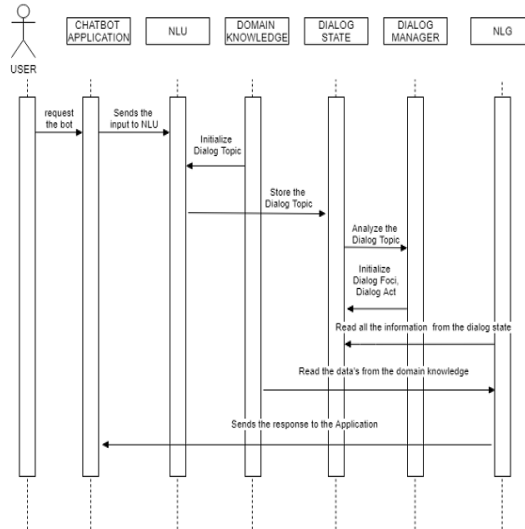 USER
CHATBOT
APPLICATION
NLU
DOMAIN
KNOWLEDGE
DIALOG
STATE
DIALOG
MANAGER
NLG
request
the bot
Sends the
input to NLU
Initialize
Dialog Topic
Store the
Dialog Topic
Analyze the
Dialog Topic
Initialize
Dialog Foci,
Dialog Act
Read all the information from the dialog state
Read the data's from the domain knowledge
Sends the response to the Application